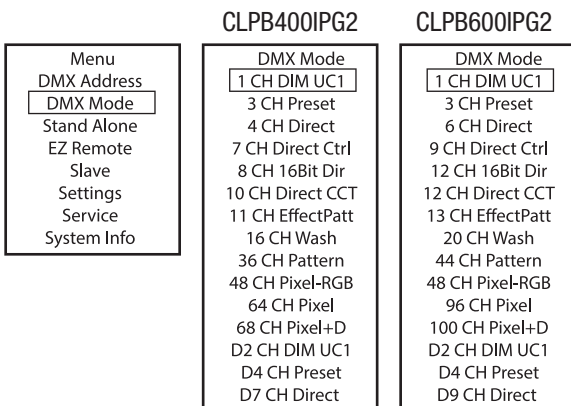 CLPB400IPG2
CLPB600IPG2
Menu
DMX Address
DMX Mode
Stand Alone
EZ Remote
Slave
Settings
Service
System Info
DMX Mode
1 CH DIM UC1
3 CH Preset
4 CH Direct
7 CH Direct Ctrl
8 CH 16Bit Dir
10 CH Direct CCT
11 CH EffectPatt
16 CH Wash
36 CH Pattern
48 CH Pixel-RGB
64 CH Pixel
68 CH Pixel+D
D2 CH DIM UC1
D4 CH Preset
D7 CH Direct
DMX Mode
1 CH DIM UC1
3 CH Preset
6 CH Direct
9 CH Direct Ctrl
12 CH 16Bit Dir
12 CH Direct CCT
13 CH EffectPatt
20 CH Wash
44 CH Pattern
48 CH Pixel-RGB
96 CH Pixel
100 CH Pixel+D
D2 CH DIM UC1
D4 CH Preset
D9 CH Direct